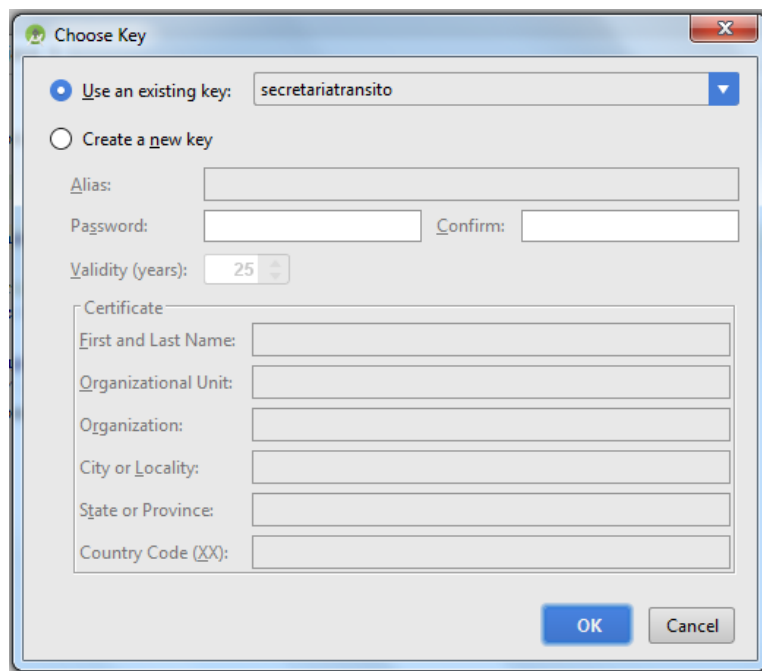 Choose Key
Use an existing key: secretariatransito
Create a new key
Alias:
Password: Confirm:
Validity (years): 25
Certificate
First and Last Name:
Organizational Unit:
Organization:
City or Locality:
State or Province:
Country Code (XX):
OK Cancel